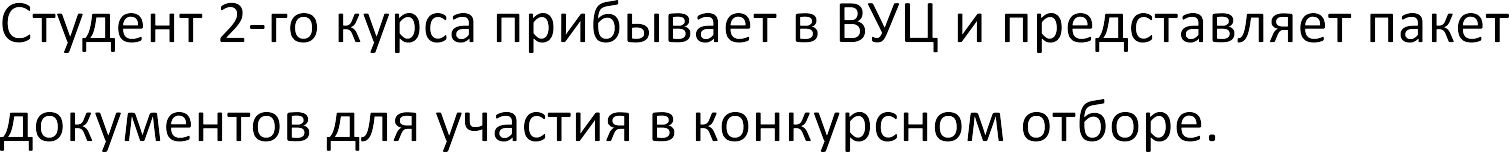 Студент 2-го курса прибывает в ВУЦ и представляет пакет
документов для участия в конкурсном отборе.